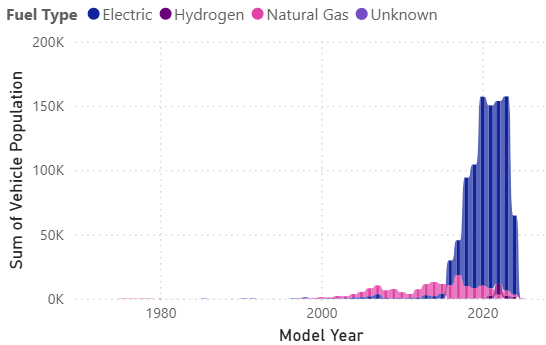 Fuel Type Electric Hydrogen Natural Gas Unknown
200K
150K
100K
50K
0K
Sum of Vehicle Population
1980 2000 2020
Model Year